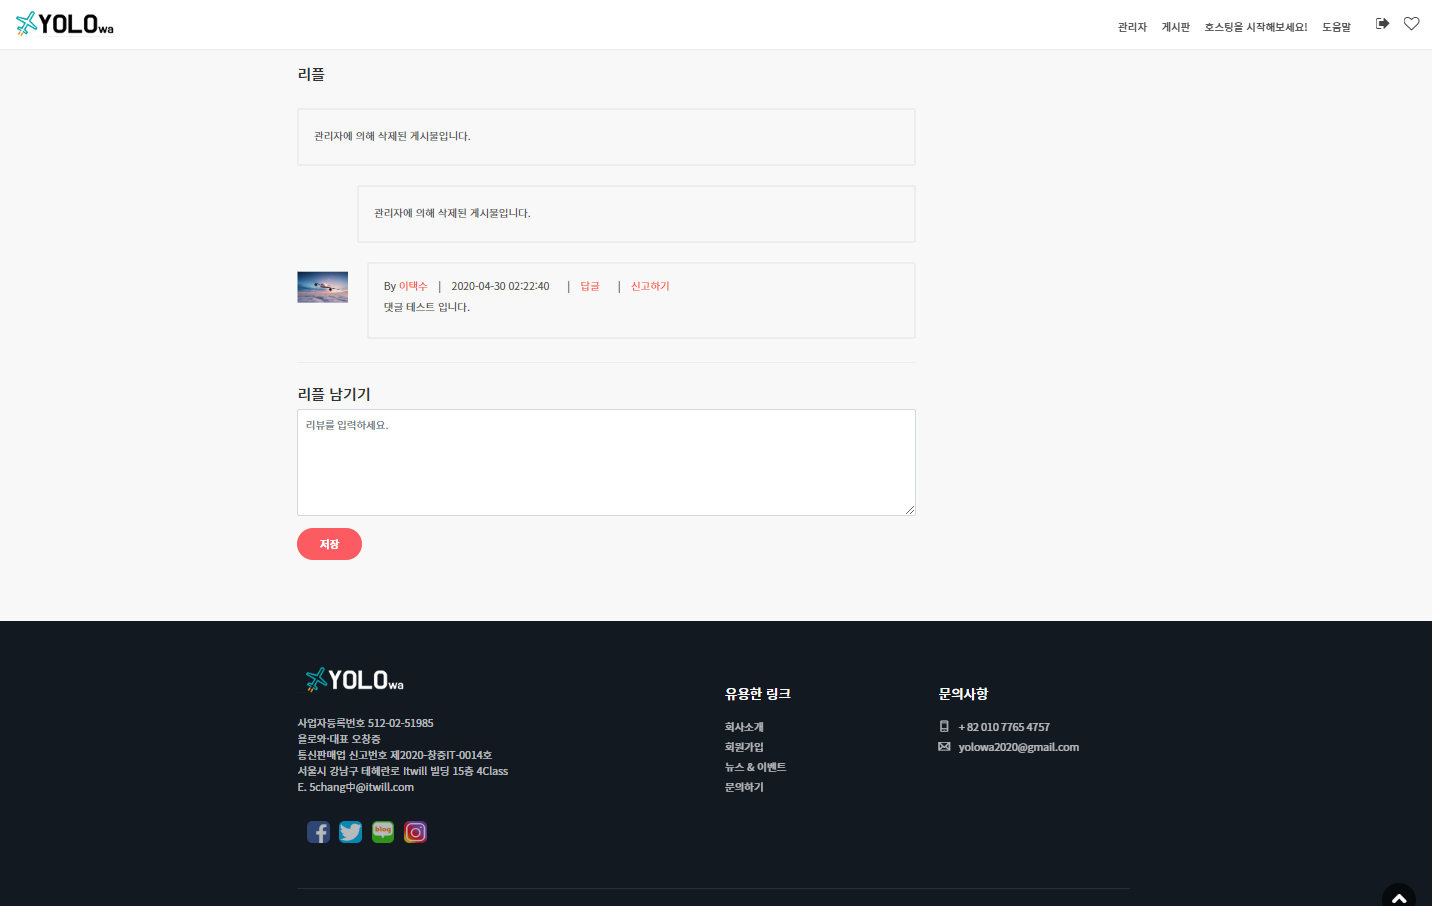 YOLOwa
관리자 게시판 호스팅을 시작해보세요! 도움말
리플
관리자에 의해 삭제된 게시물입니다.
관리자에 의해 삭제된 게시물입니다.
By 이택수 | 2020-04-30 02:22:40 | 답글 | 신고하기
댓글 테스트 입니다.
리플 남기기
리뷰를 입력하세요.
저장
YOLOwa
사업자등록번호 512-02-51985
욜로와-대표 오창중
통신판매업 신고번호 제2020-창중IT-0014호
서울시 강남구 테헤란로 Itwill 빌딩 15층 4Class
E. 5chang中@itwill.com
blog
유용한 링크
회사소개
회원가입
뉴스 & 이벤트
문의하기
문의사항
+ 82 010 7765 4757
yolowa2020@gmail.com